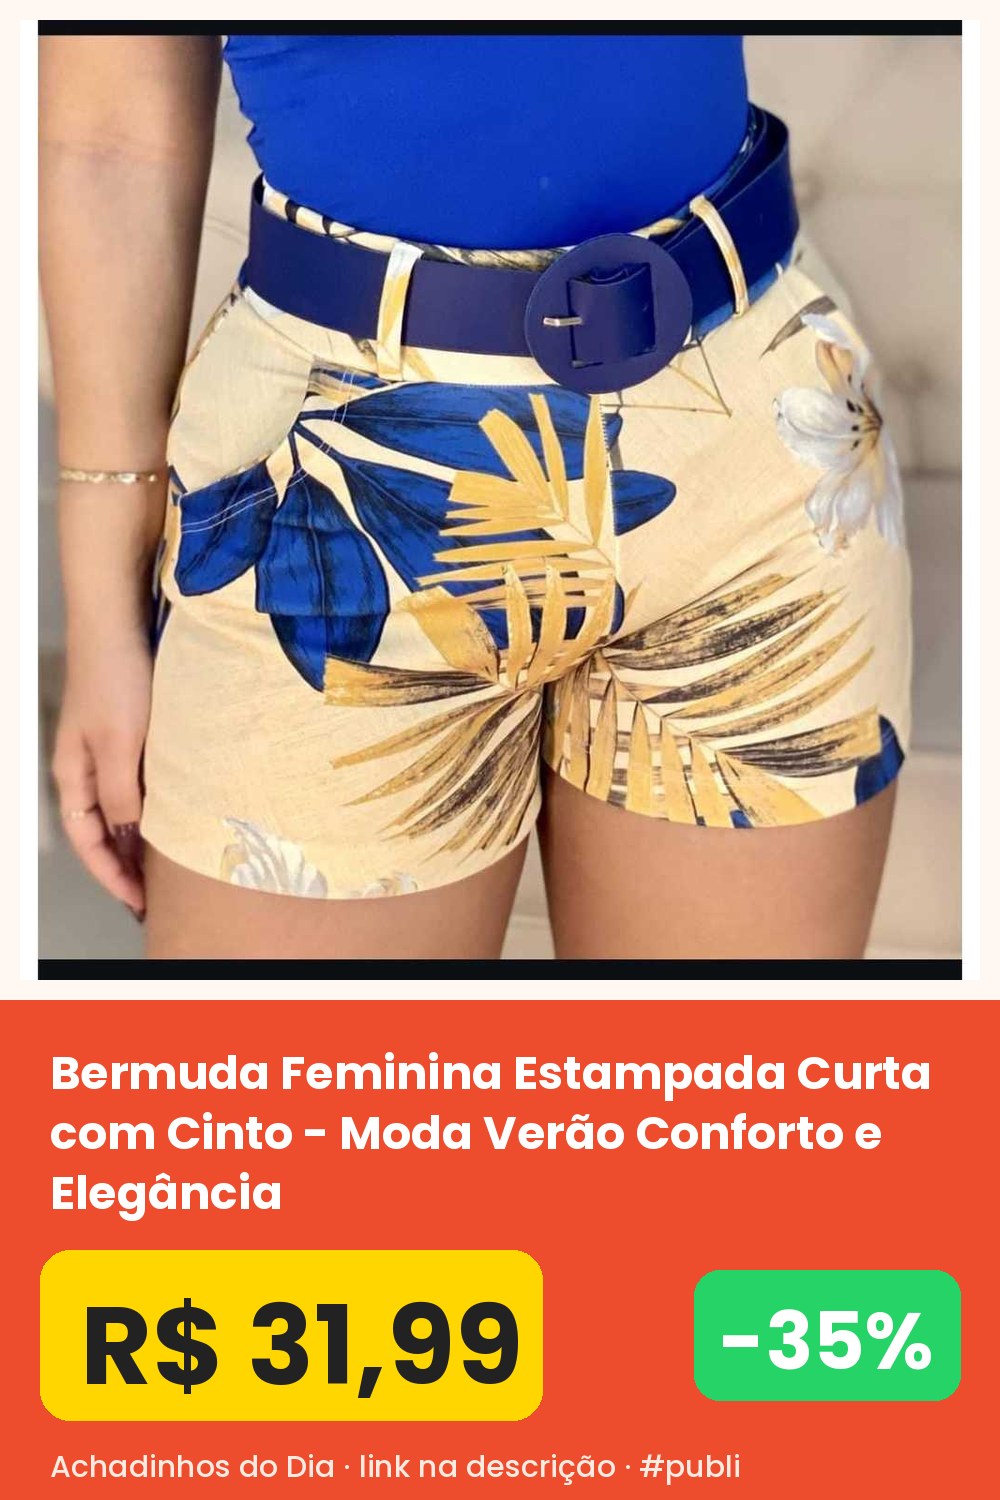 Bermuda Feminina Estampada Curta
com Cinto - Moda Verão Conforto e
Elegância
R$ 31,99
-35%
Achadinhos do Dia · link na descrição · #publi